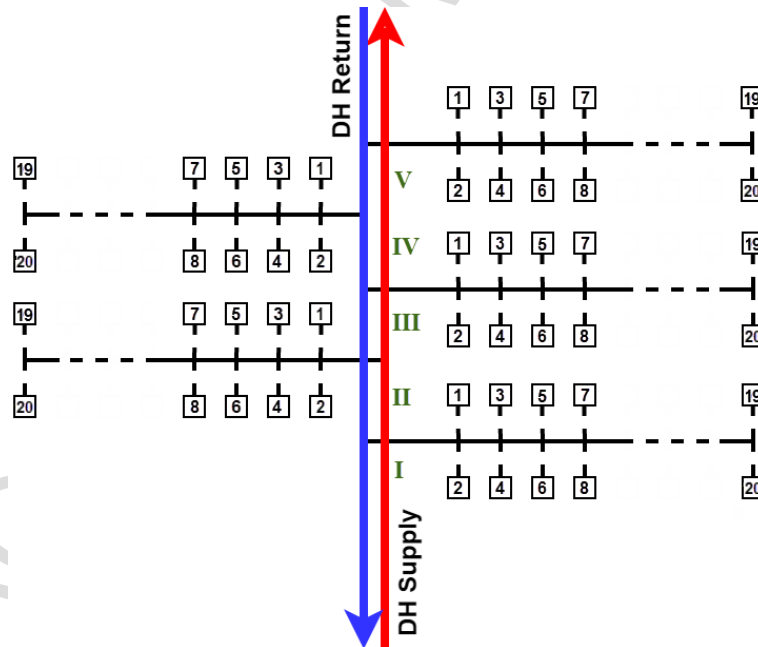 DH Return
1 3 5 7 19
V
2 4 6 8 20
19 7 5 3 1
20 8 6 4 2
IV
1 3 5 7 19
III
2 4 6 8 20
19 7 5 3 1
20 8 6 4 2
II
1 3 5 7 19
I
2 4 6 8 20
DH Supply